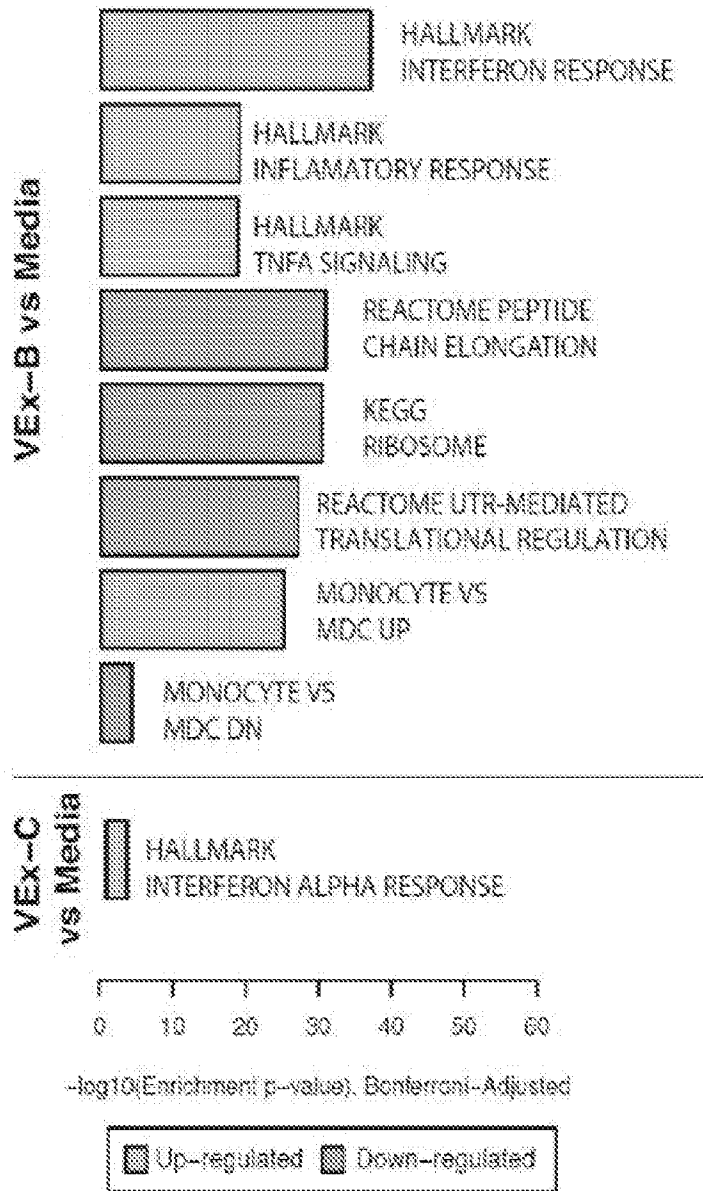 VEx-B vs Media
HALLMARK
INTERFERON RESPONSE
HALLMARK
INFLAMATORY RESPONSE
HALLMARK
TNFA SIGNALING
REACTOME PEPTIDE
CHAIN ELONGATION
KEGG
RIBOSOME
REACTOME UTR-MEDIATED
TRANSLATIONAL REGULATION
MONOCYTE VS
MDC UP
MONOCYTE VS
MDC DN
VEx-C
vs Media
HALLMARK
INTERFERON ALPHA RESPONSE
0 10 20 30 40 50 60
-log10(Enrichment p-value). Bonferroni-Adjusted
Up-regulated Down-regulated